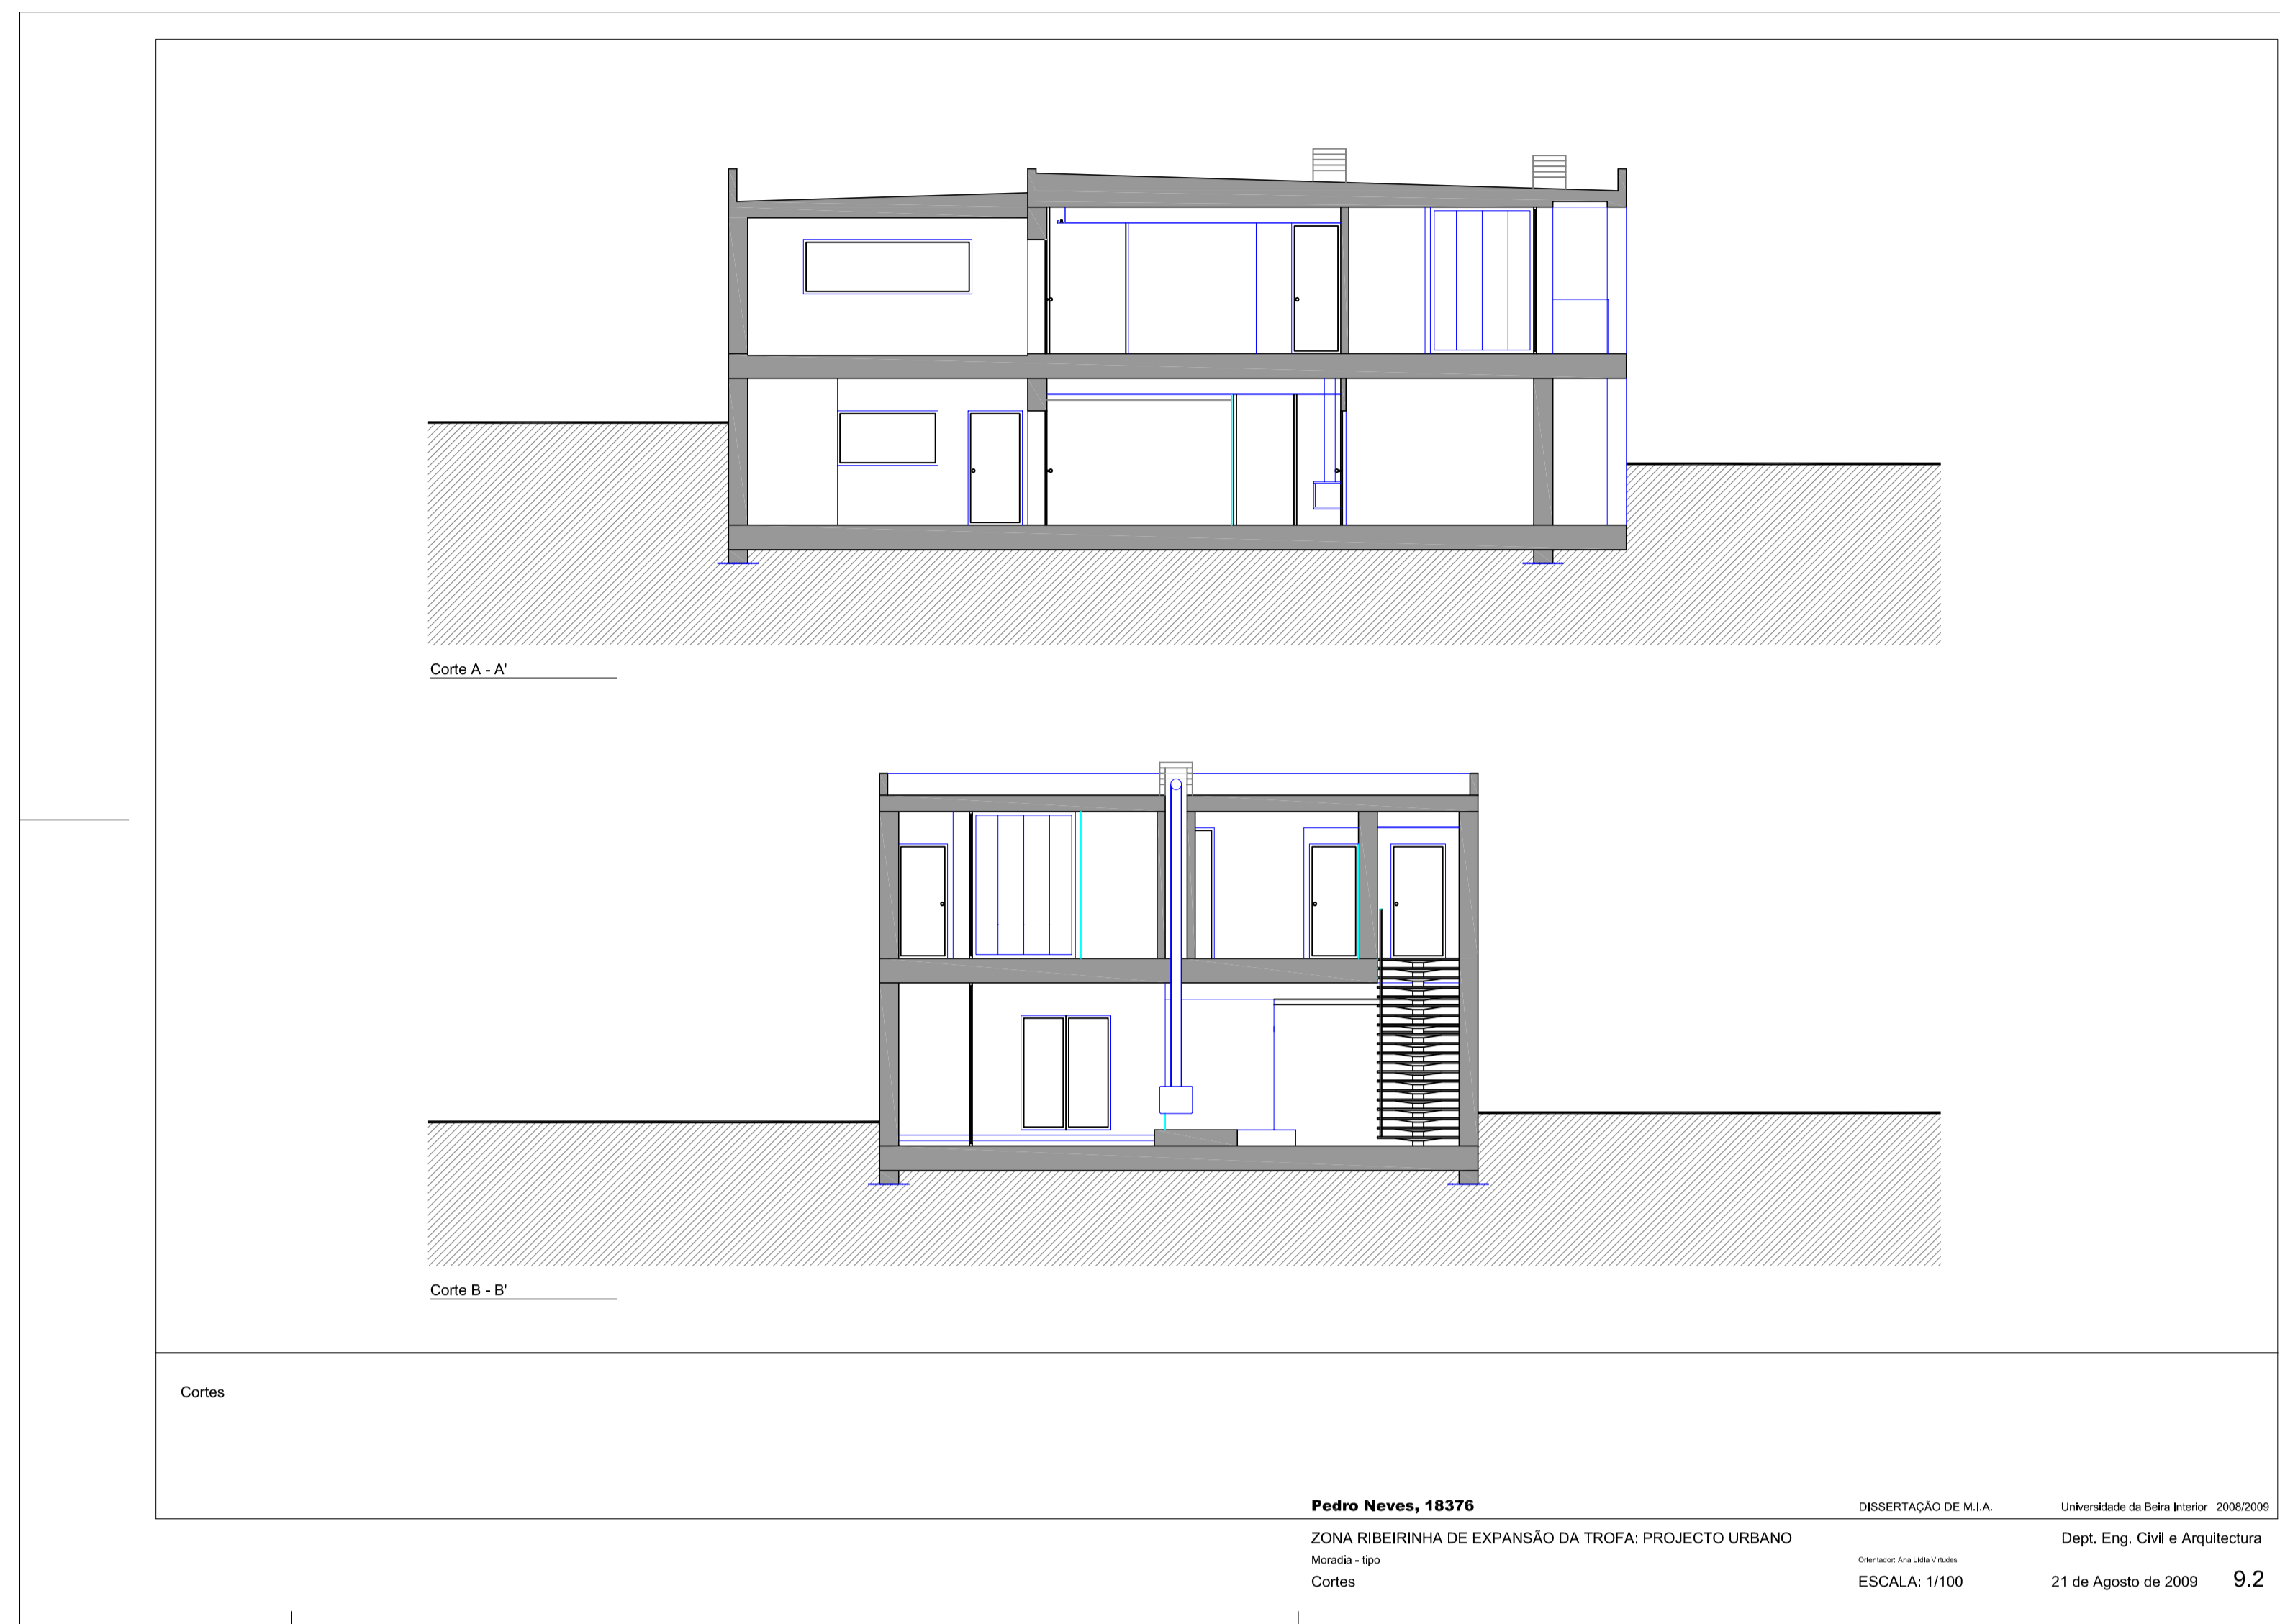 Corte A - A'
Corte B - B'
Cortes
Pedro Neves, 18376 DISSERTAÇÃO DE M.I.A. Universidade da Beira Interior 2008/2009
ZONA RIBEIRINHA DE EXPANSÃO DA TROFA: PROJECTO URBANO Dept. Eng. Civil e Arquitectura
Moradia - tipo Orientador: Ana Lídia Virtudes
Cortes ESCALA: 1/100 21 de Agosto de 2009 9.2